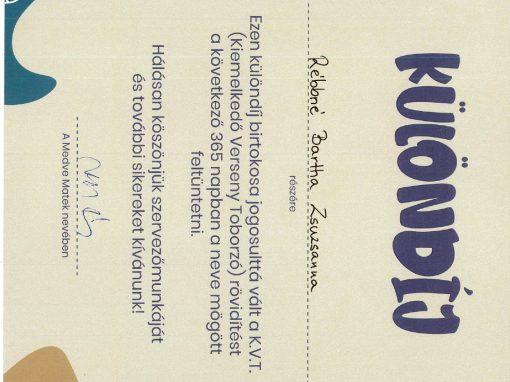 KÜLÖNDÍJ
Rébbné Bartha Zsuzsanna
részére
Ezen különdíj birtokosa jogosulttá vált a K.V.T.
(Kiemelkedő Verseny Toborzó) rövidítést
a következő 365 napban a neve mögött
feltüntetni.
Hálásan köszönjük szervezőmunkáját
és további sikereket kívánunk!
A Medve Matek nevében